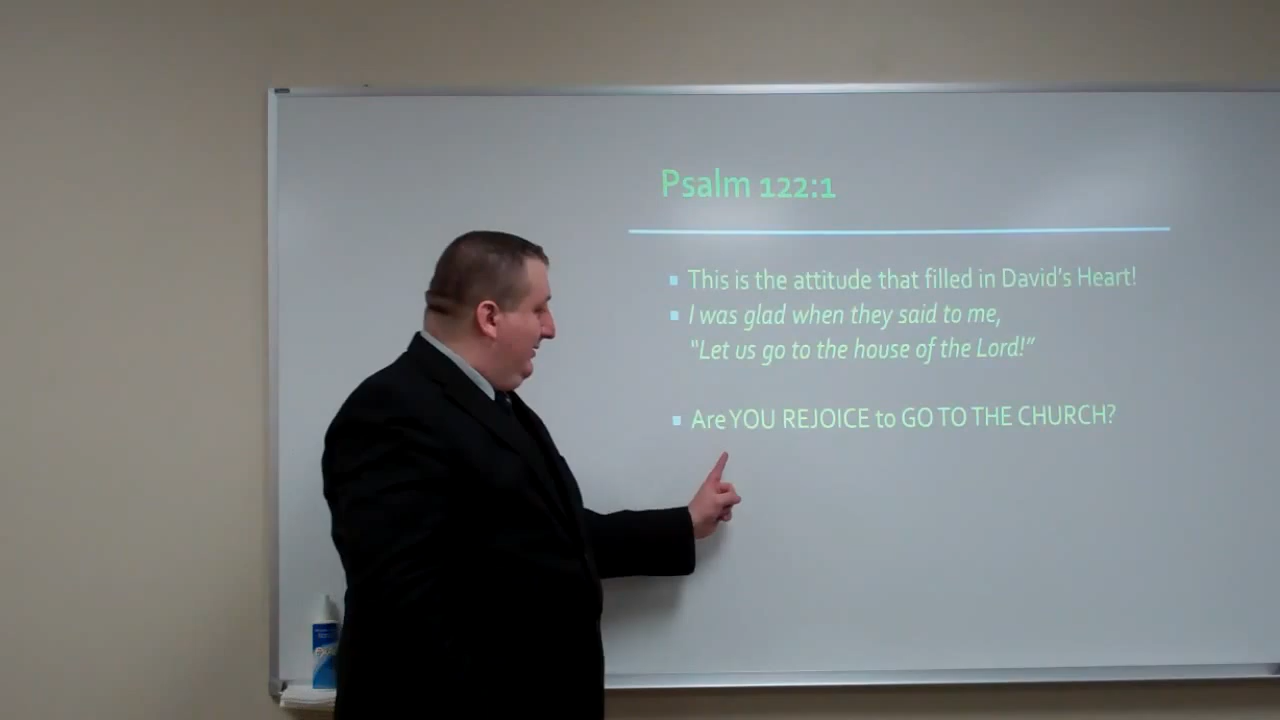 Psalm 122:1
This is the attitude that filled in David's Heart!
I was glad when they said to me,
“Let us go to the house of the Lord!”
Are YOU REJOICE to GO TO THE CHURCH?